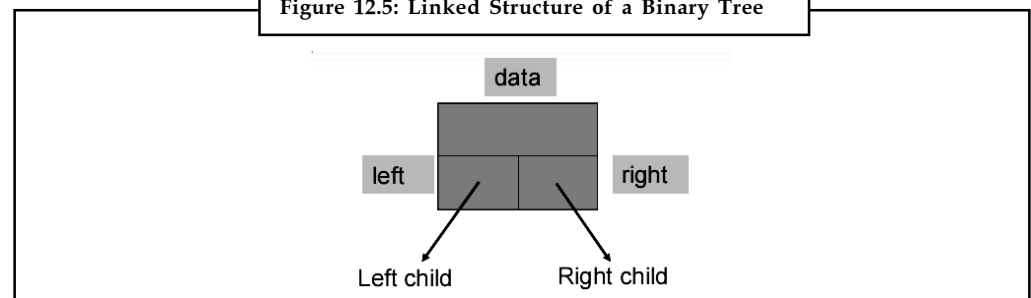 Figure 12.5: Linked Structure of a Binary Tree
data
left right
Left child Right child